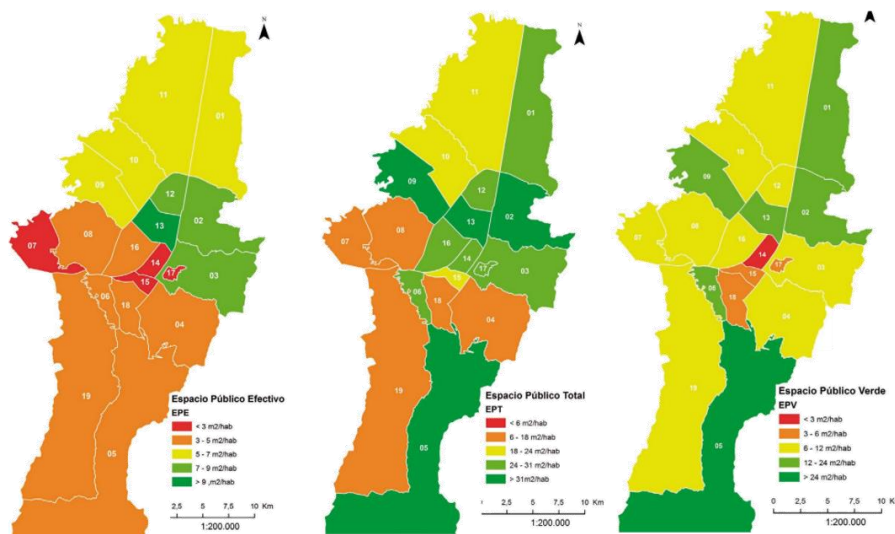 N
11
01
10
09
12
02
13
08
07
16
14
17
15
03
06
18
04
19
05
Espacio Público Efectivo
EPE
< 3 m2/hab
3 - 5 m2/hab
5 - 7 m2/hab
7 - 9 m2/hab
> 9 ,m2/hab
2,5 5 7,5 10 Km
1:200.000
N
01
11
10
09
12
02
13
08
07
16
14
17
15
03
06
18
04
19
05
Espacio Público Total
EPT
< 6 m2/hab
6 - 18 m2/hab
18 - 24 m2/hab
24 - 31 m2/hab
> 31m2/hab
2,5 5 7,5 10 Km
1:200.000
11
01
10
12
09
02
13
08
07
14
17
03
15
18
04
19
05
Espacio Público Verde
EPV
< 3 m2/hab
3 - 6 m2/hab
6 - 12 m2/hab
12 - 24 m2/hab
> 24 m2/hab
2,5 5 7,5 10 K
1:200.000